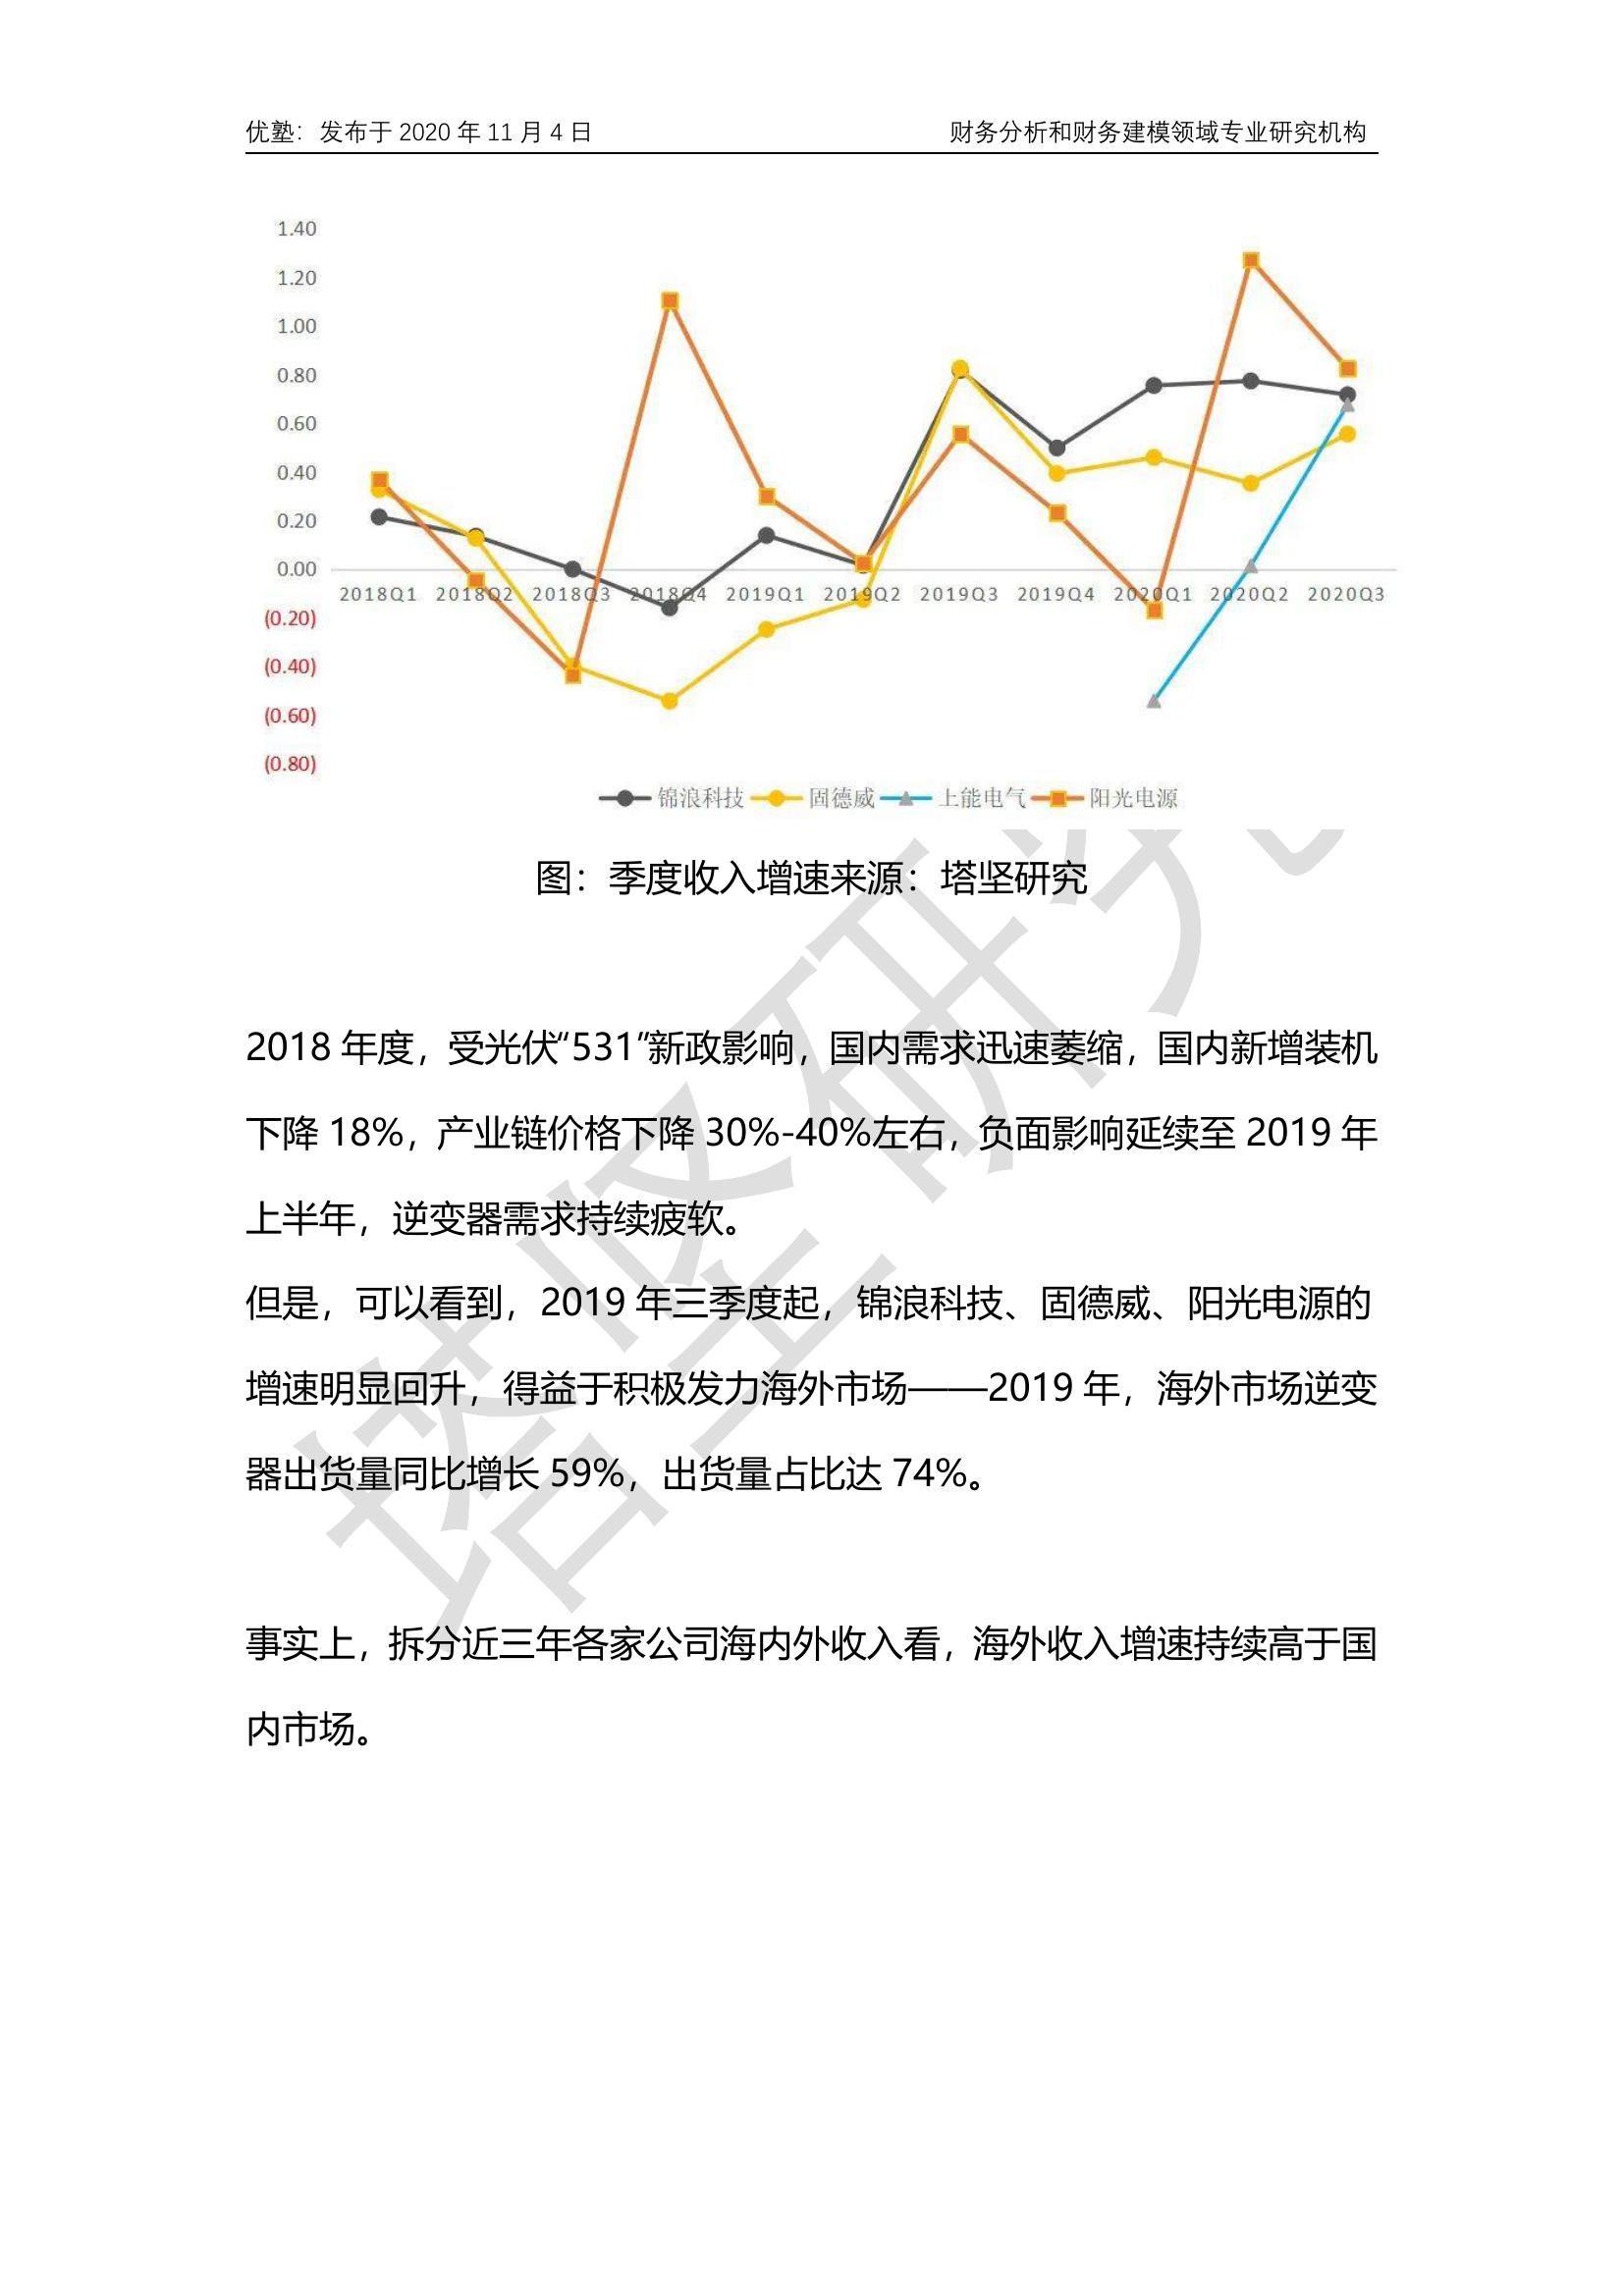 优塾：发布于 2020 年 11 月 4 日 财务分析和财务建模领域专业研究机构
1.40
1.20
1.00
0.80
0.60
0.40
0.20
0.00
2018Q1 2018Q2 2018Q3 2018Q4 2019Q1 2019Q2 2019Q3 2019Q4 2020Q1 2020Q2 2020Q3
(0.20)
(0.40)
(0.60)
(0.80)
锦浪科技 固德威 上能电气 阳光电源
图：季度收入增速来源：塔坚研究
2018 年度，受光伏“531”新政影响，国内需求迅速萎缩，国内新增装机
下降 18%，产业链价格下降 30%-40%左右，负面影响延续至 2019 年
上半年，逆变器需求持续疲软。
但是，可以看到，2019 年三季度起，锦浪科技、固德威、阳光电源的
增速明显回升，得益于积极发力海外市场——2019 年，海外市场逆变
器出货量同比增长 59%，出货量占比达 74%。
事实上，拆分近三年各家公司海内外收入看，海外收入增速持续高于国
内市场。
塔坚研究